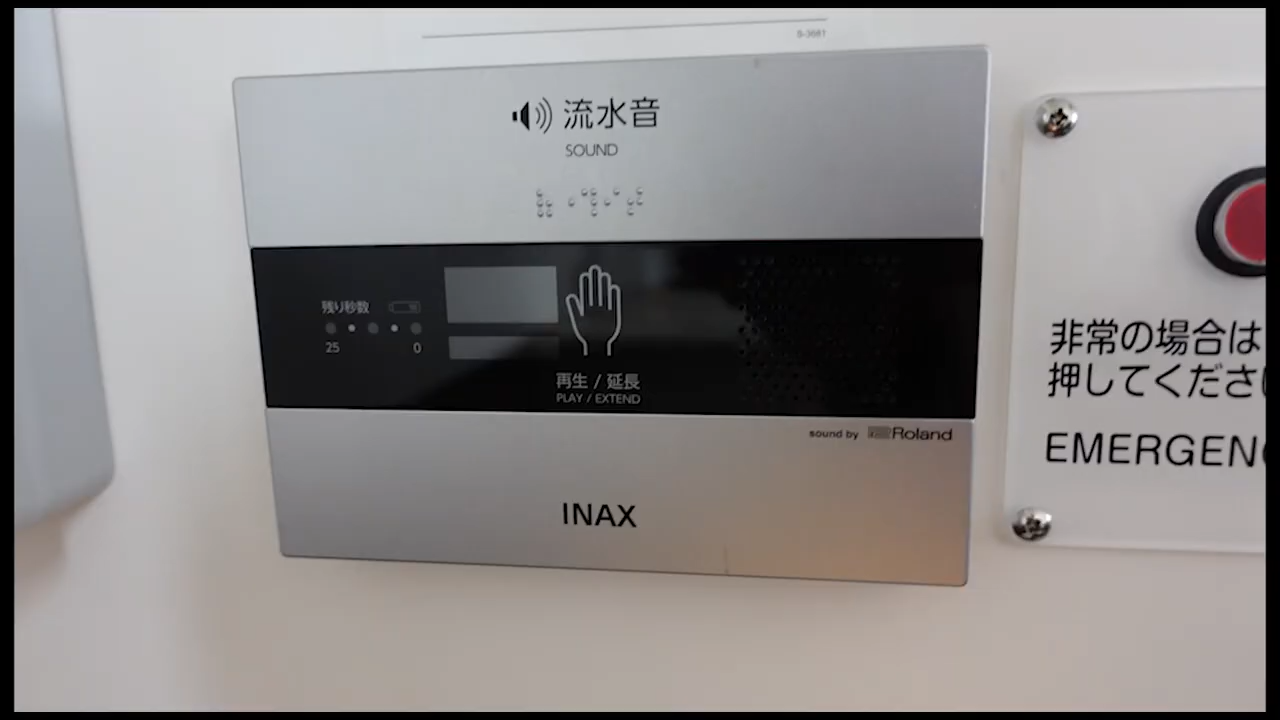 S-3681
流水音
SOUND
残り秒数
25 0
再生 / 延長
PLAY / EXTEND
sound by Roland
INAX
非常の場合は
押してくださ
EMERGEN